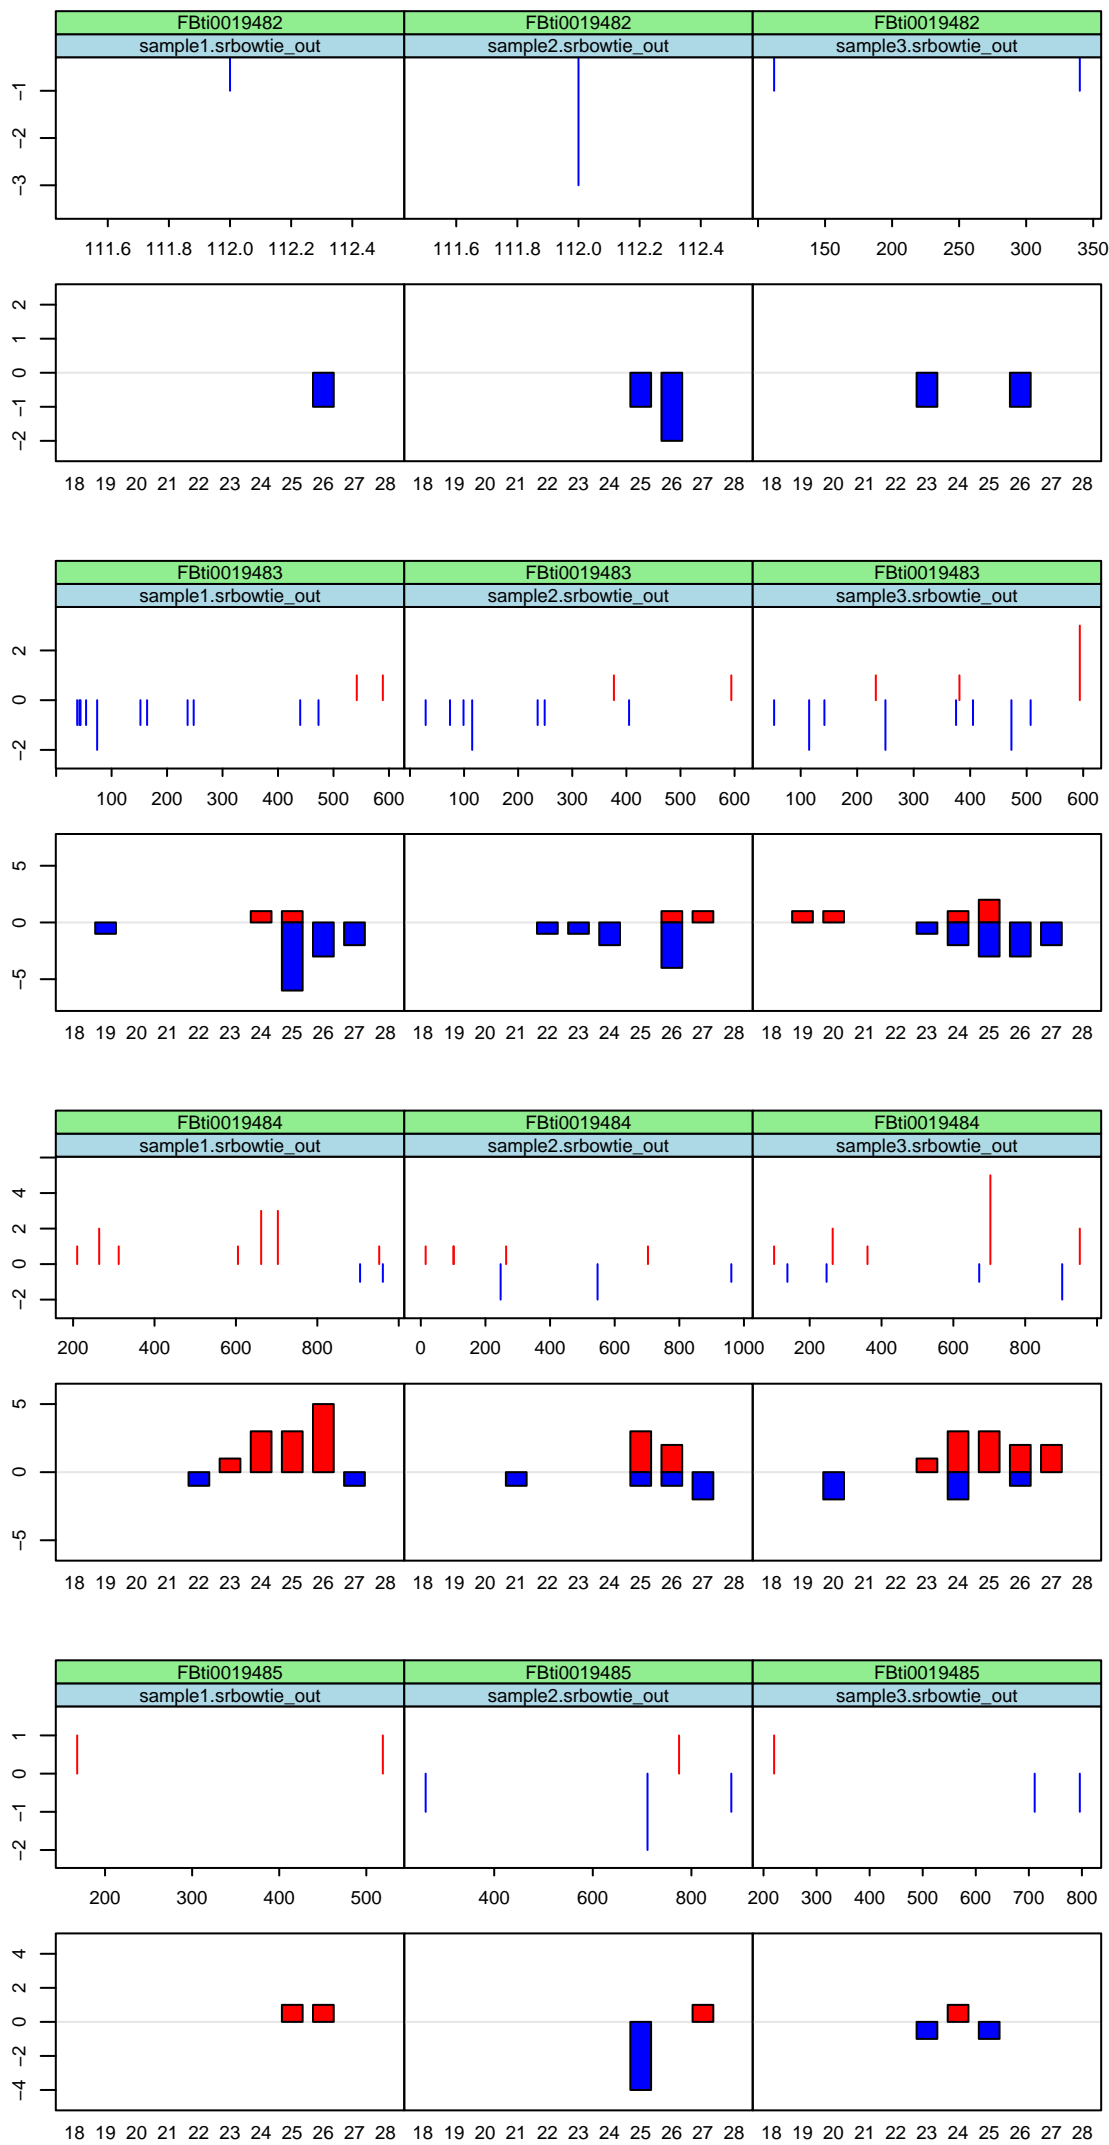 FBti0019482 FBti0019482 FBti0019482
sample1.srbowtie_out sample2.srbowtie_out sample3.srbowtie_out
−1
−2
−3
111.6 111.8 112.0 112.2 112.4 111.6 111.8 112.0 112.2 112.4 150 200 250 300 350
2
1
0
−1
−2
18 19 20 21 22 23 24 25 26 27 28 18 19 20 21 22 23 24 25 26 27 28 18 19 20 21 22 23 24 25 26 27 28
FBti0019483 FBti0019483 FBti0019483
sample1.srbowtie_out sample2.srbowtie_out sample3.srbowtie_out
2
0
−2
100 200 300 400 500 600 100 200 300 400 500 600 100 200 300 400 500 600
5
0
−5
18 19 20 21 22 23 24 25 26 27 28 18 19 20 21 22 23 24 25 26 27 28 18 19 20 21 22 23 24 25 26 27 28
FBti0019484 FBti0019484 FBti0019484
sample1.srbowtie_out sample2.srbowtie_out sample3.srbowtie_out
4
2
0
−2
200 400 600 800 0 200 400 600 800 1000 200 400 600 800
5
0
−5
18 19 20 21 22 23 24 25 26 27 28 18 19 20 21 22 23 24 25 26 27 28 18 19 20 21 22 23 24 25 26 27 28
FBti0019485 FBti0019485 FBti0019485
sample1.srbowtie_out sample2.srbowtie_out sample3.srbowtie_out
1
0
−1
−2
200 300 400 500 400 600 800 200 300 400 500 600 700 800
4
2
0
−2
−4
18 19 20 21 22 23 24 25 26 27 28 18 19 20 21 22 23 24 25 26 27 28 18 19 20 21 22 23 24 25 26 27 28